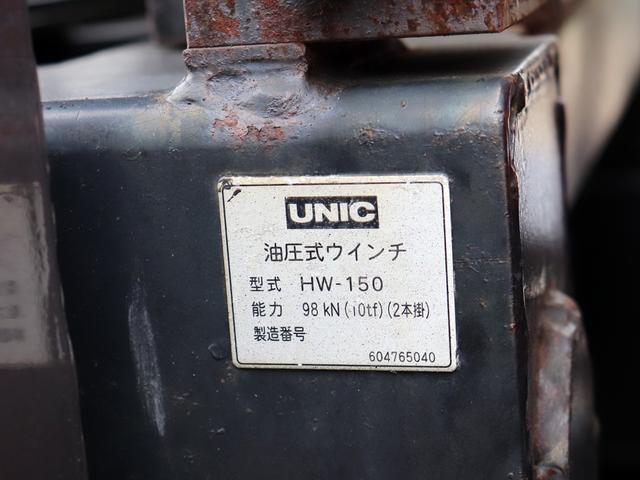 UNIC
油圧式ウインチ
型式 HW-150
能力 98 kN (10tf) (2本掛)
製造番号
604765040